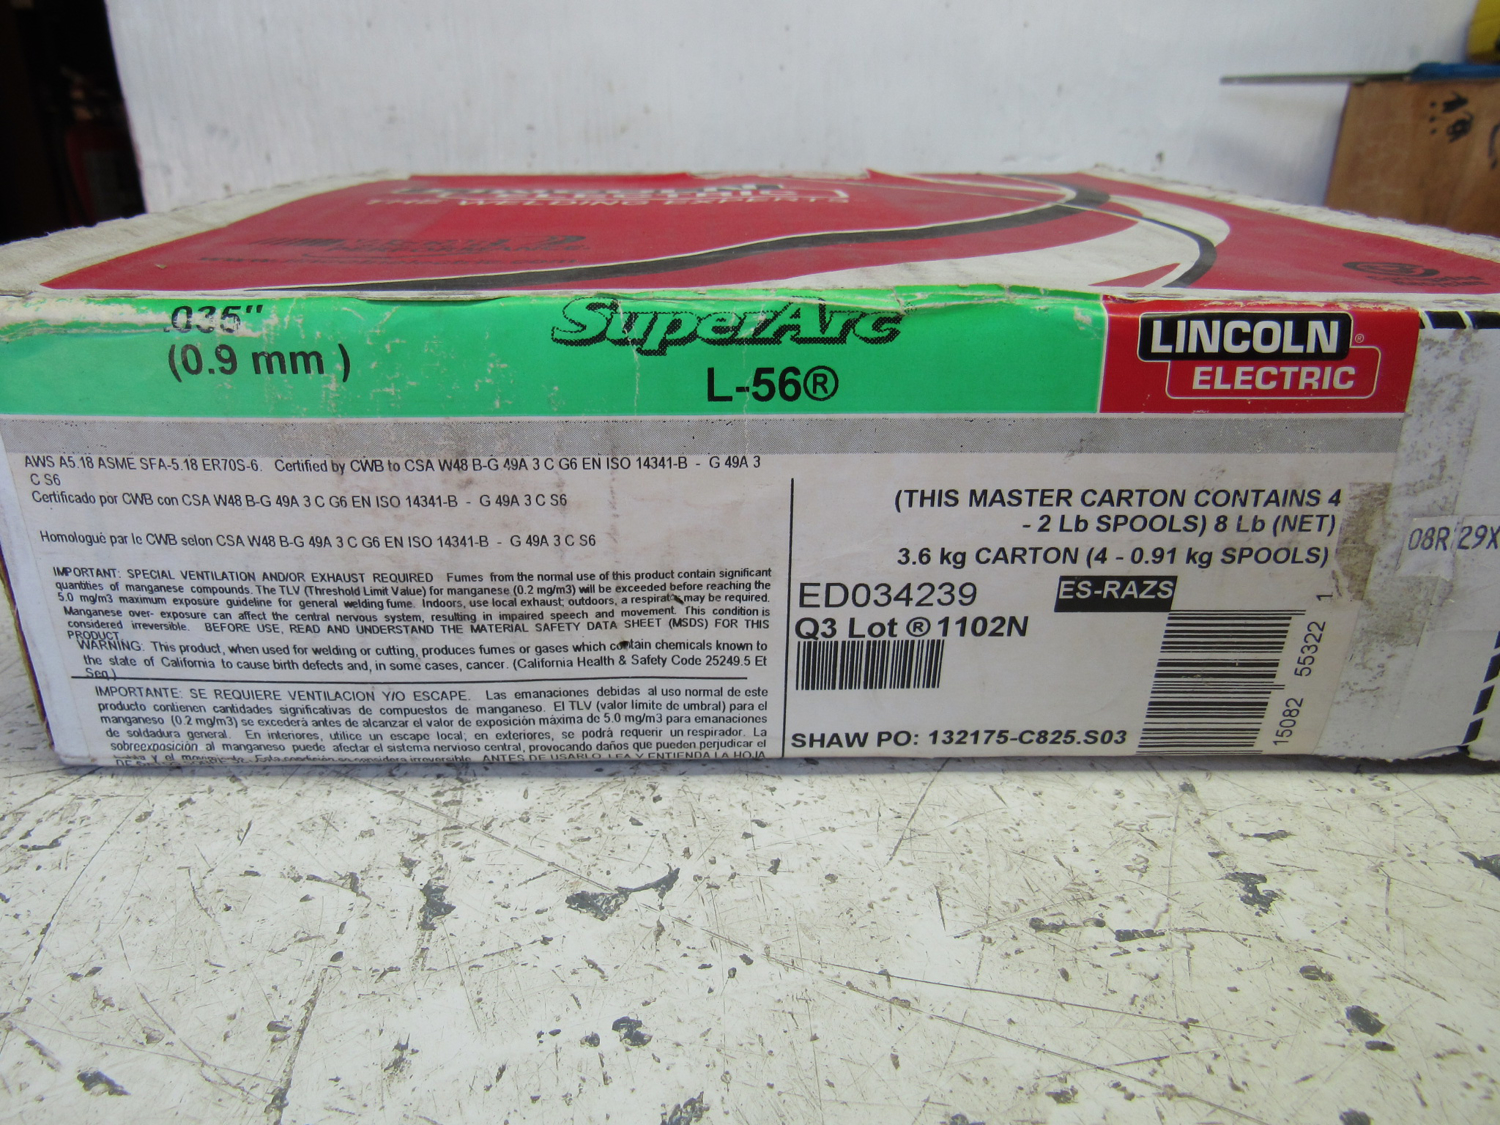 THE WELDING EXPERTS
.035"
(0.9 mm )
SuperArc
L-56®
LINCOLN ®
ELECTRIC
AWS A5.18 ASME SFA-5.18 ER70S-6. Certified by CWB to CSA W48 B-G 49A 3 C G6 EN ISO 14341-B - G 49A 3
C S6
Certificado por CWB con CSA W48 B-G 49A 3 C G6 EN ISO 14341-B - G 49A 3 C S6
Homologué par le CWB selon CSA W48 B-G 49A 3 C G6 EN ISO 14341-B - G 49A 3 C S6
IMPORTANT: SPECIAL VENTILATION AND/OR EXHAUST REQUIRED Fumes from the normal use of this product contain significant
quantities of manganese compounds. The TLV (Threshold Limit Value) for manganese (0.2 mg/m3) will be exceeded before reaching the
5.0 mg/m3 maximum exposure guideline for general welding fume. Indoors, use local exhaust; outdoors, a respirator may be required.
Manganese over- exposure can affect the central nervous system, resulting in impaired speech and movement. This condition is
considered irreversible. BEFORE USE, READ AND UNDERSTAND THE MATERIAL SAFETY DATA SHEET (MSDS) FOR THIS
PRODUCT.
WARNING: This product, when used for welding or cutting, produces fumes or gases which contain chemicals known to
the state of California to cause birth defects and, in some cases, cancer. (California Health & Safety Code 25249.5 Et
Seq.)
IMPORTANTE: SE REQUIERE VENTILACION Y/O ESCAPE. Las emanaciones debidas al uso normal de este
producto contienen cantidades significativas de compuestos de manganeso. El TLV (valor límite de umbral) para el
manganeso (0.2 mg/m3) se excederá antes de alcanzar el valor de exposición máxima de 5.0 mg/m3 para emanaciones
de soldadura general. En interiores, utilice un escape local; en exteriores, se podrá requerir un respirador. La
sobreexposición al manganeso puede afectar el sistema nervioso central, provocando daños que pueden perjudicar el
y el Esta condición se considera irreversible. ANTES DE USARLO, LEA Y ENTIENDA LA HOJA
(THIS MASTER CARTON CONTAINS 4
- 2 Lb SPOOLS) 8 Lb (NET)
3.6 kg CARTON (4 - 0.91 kg SPOOLS)
ED034239
ES-RAZS
Q3 Lot ® 1102N
SHAW PO: 132175-C825.S03
15082 55322 1
08R 29X